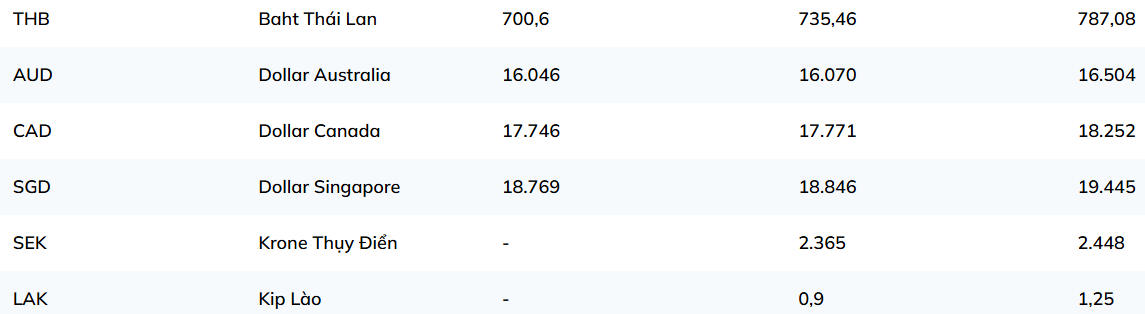 THB Baht Thái Lan 700,6 735,46 787,08
AUD Dollar Australia 16.046 16.070 16.504
CAD Dollar Canada 17.746 17.771 18.252
SGD Dollar Singapore 18.769 18.846 19.445
SEK Krone Thụy Điển - 2.365 2.448
LAK Kip Lào - 0,9 1,25